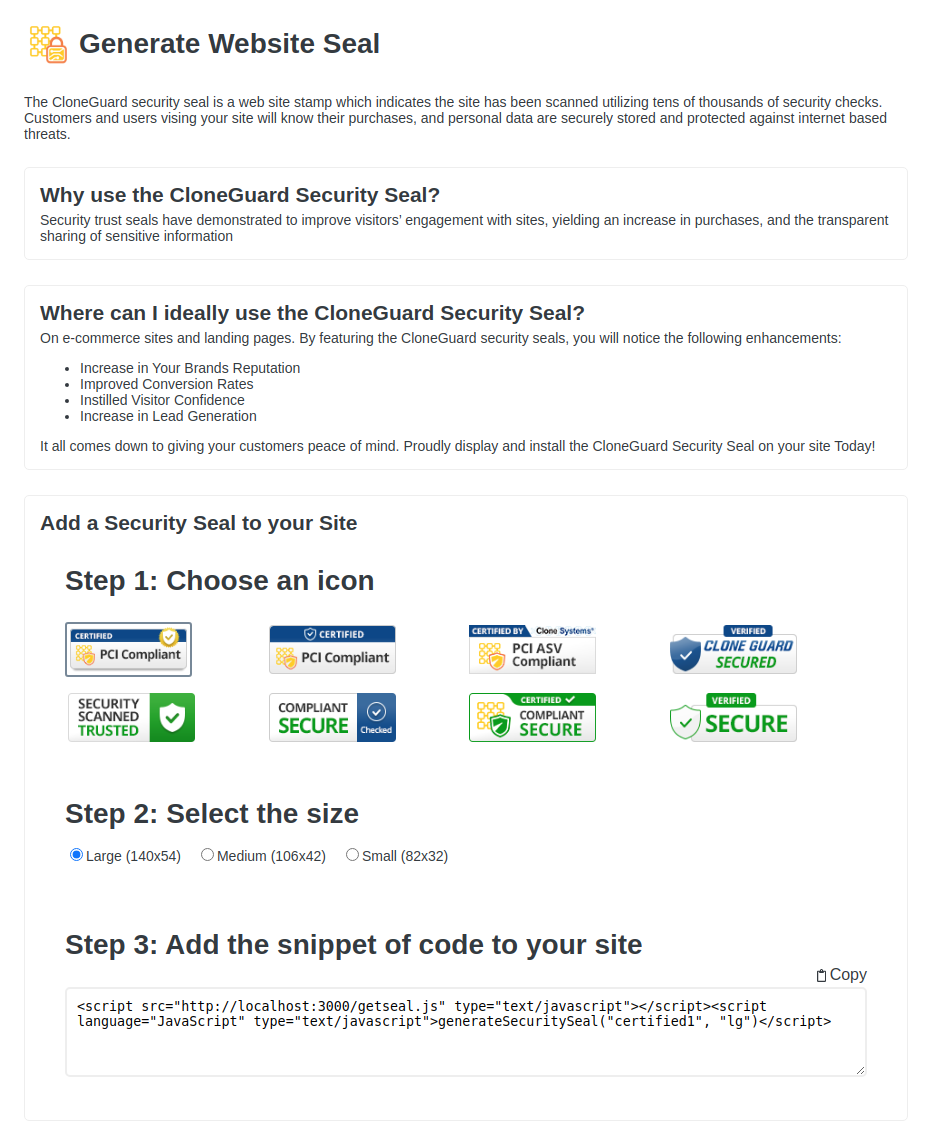 Generate Website Seal
The CloneGuard security seal is a web site stamp which indicates the site has been scanned utilizing tens of thousands of security checks.
Customers and users vising your site will know their purchases, and personal data are securely stored and protected against internet based
threats.
Why use the CloneGuard Security Seal?
Security trust seals have demonstrated to improve visitors’ engagement with sites, yielding an increase in purchases, and the transparent
sharing of sensitive information
Where can I ideally use the CloneGuard Security Seal?
On e-commerce sites and landing pages. By featuring the CloneGuard security seals, you will notice the following enhancements:
• Increase in Your Brands Reputation
• Improved Conversion Rates
• Instilled Visitor Confidence
• Increase in Lead Generation
It all comes down to giving your customers peace of mind. Proudly display and install the CloneGuard Security Seal on your site Today!
Add a Security Seal to your Site
Step 1: Choose an icon
CERTIFIED
PCI Compliant
CERTIFIED
PCI Compliant
CERTIFIED BY Clone Systems®
PCI ASV
Compliant
VERIFIED
CLONE GUARD
SECURED
SECURITY
SCANNED
TRUSTED
COMPLIANT
SECURE
Checked
CERTIFIED
COMPLIANT
SECURE
VERIFIED
SECURE
Step 2: Select the size
Large (140x54) Medium (106x42) Small (82x32)
Step 3: Add the snippet of code to your site
Copy
<script src="http://localhost:3000/getseal.js" type="text/javascript"></script><script
language="JavaScript" type="text/javascript">generateSecuritySeal("certified1", "lg")</script>